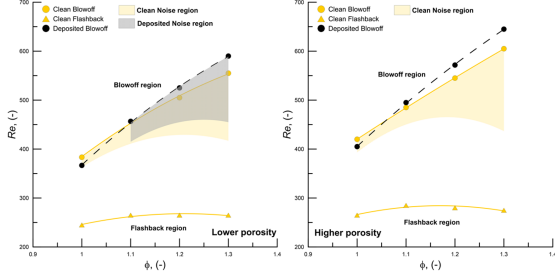 Clean Blowoff
Clean Flashback
Deposited Blowoff
Clean Noise region
Deposited Noise region
700
600
500
400
300
200
Re, (-)
Blowoff region
Flashback region
Lower porosity
0.9
1
1.1
1.2
1.3
1.4
ϕ, (-)
Clean Blowoff
Clean Flashback
Deposited Blowoff
Clean Noise region
700
600
500
400
300
200
Re, (-)
Blowoff region
Flashback region
Higher porosity
0.9
1
1.1
1.2
1.3
1.4
ϕ, (-)